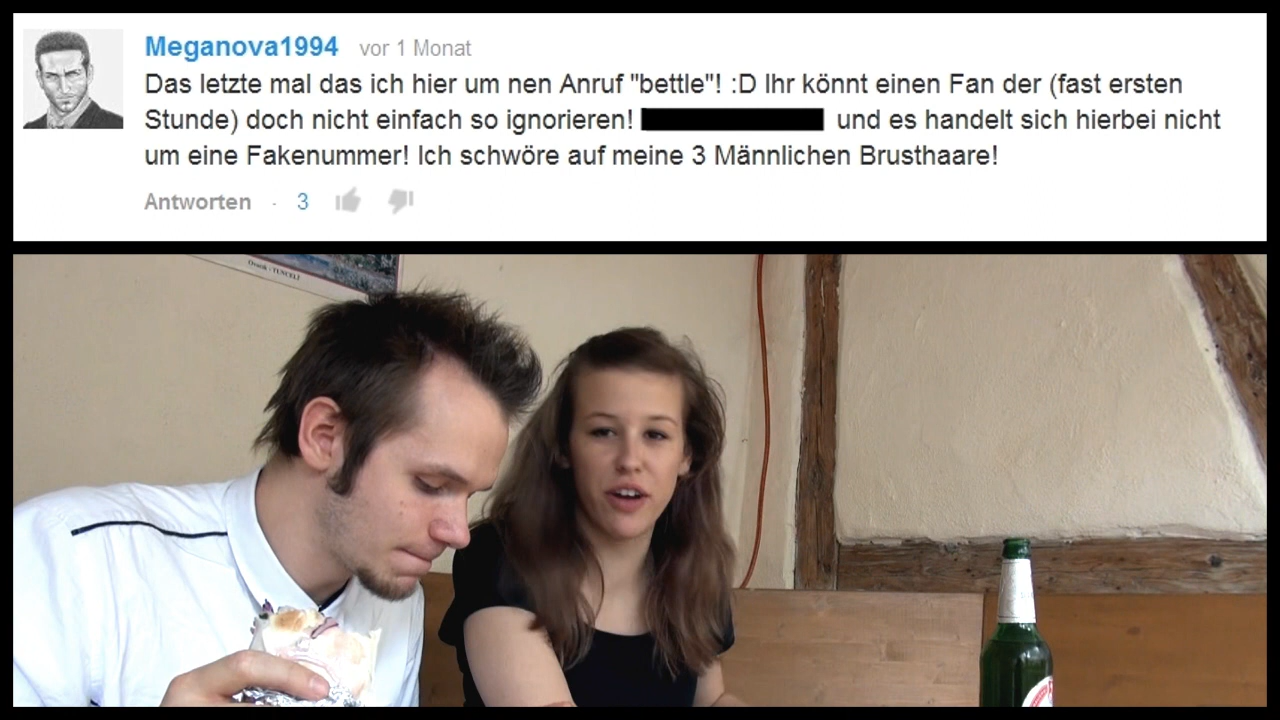 Meganova1994 vor 1 Monat
Das letzte mal das ich hier um nen Anruf "bettle"! :D Ihr könnt einen Fan der (fast ersten
Stunde) doch nicht einfach so ignorieren! und es handelt sich hierbei nicht
um eine Fakenummer! Ich schwöre auf meine 3 Männlichen Brusthaare!
Antworten · 3